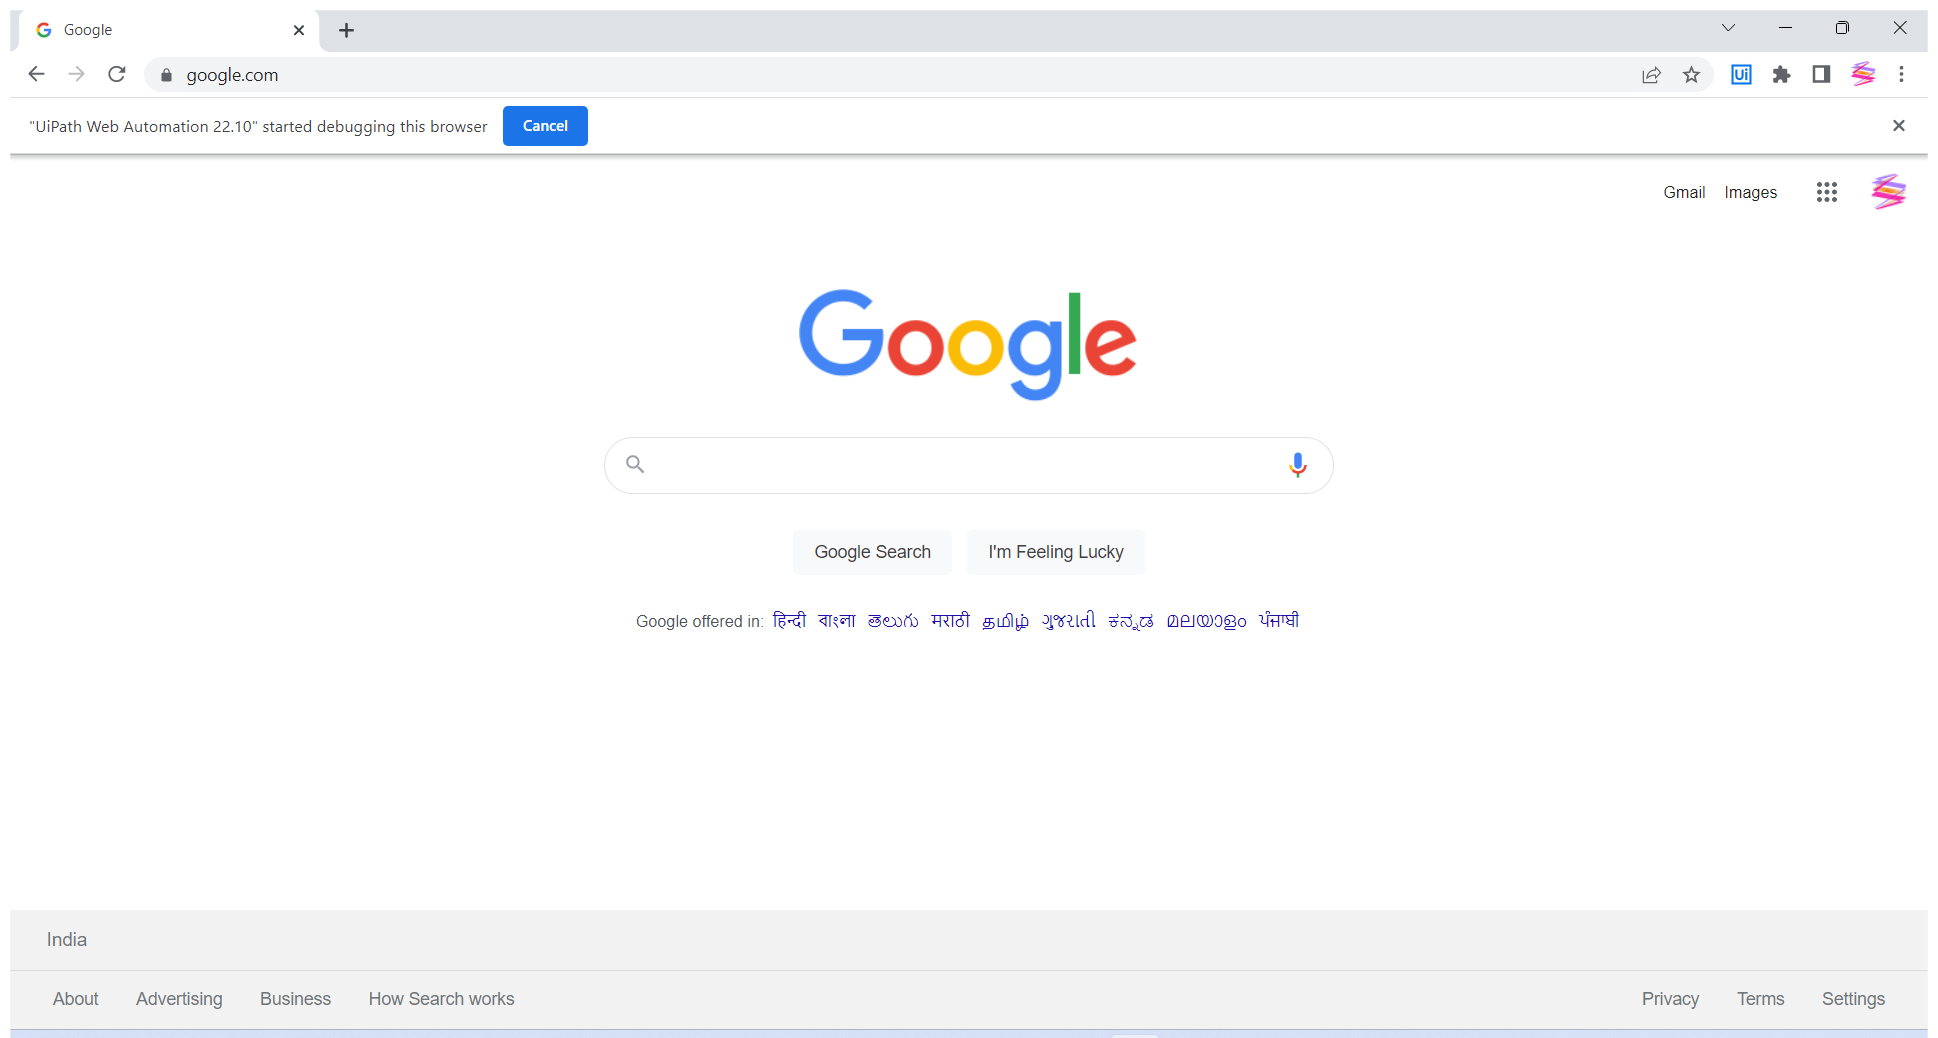 Google
google.com
Ui
"UiPath Web Automation 22.10" started debugging this browser Cancel
Gmail Images
Google
Google Search I'm Feeling Lucky
Google offered in: हिन्दी বাংলা తెలుగు मराठी தமிழ் ગુજરાતી ಕನ್ನಡ മലയാളം ਪੰਜਾਬੀ
India
About Advertising Business How Search works Privacy Terms Settings